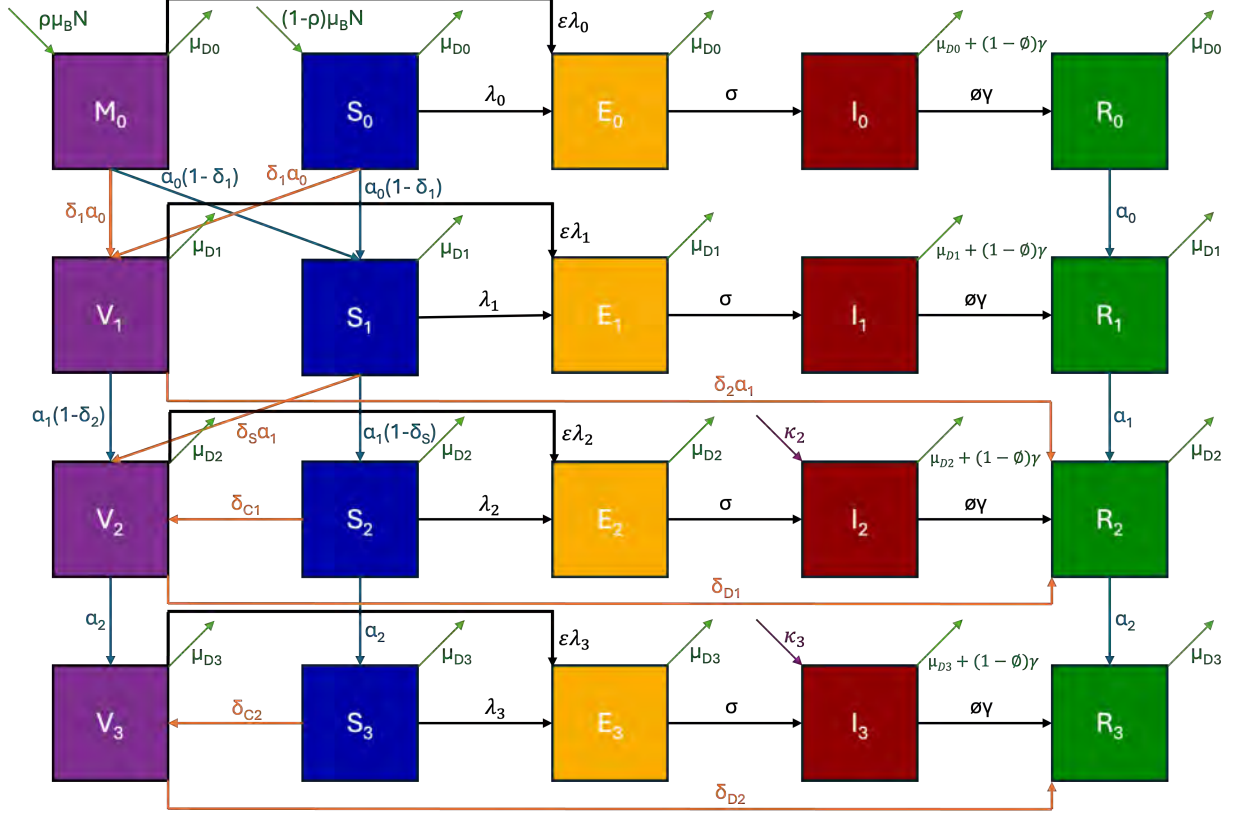 ρμ_BN
μ_D0
(1-ρ)μ_BN
μ_D0
ελ₀
μ_D0
μ_D0 + (1 − Ø)γ
μ_D0
M₀
S₀
λ₀
E₀
σ
I₀
øγ
R₀
δ₁α₀
α₀(1- δ₁)
δ₁α₀
α₀(1- δ₁)
α₀
μ_D1
μ_D1
ελ₁
μ_D1
μ_D1 + (1 − Ø)γ
μ_D1
V₁
S₁
λ₁
E₁
σ
I₁
øγ
R₁
δ₂α₁
α₁(1-δ₂)
δ_Sα₁
α₁(1-δ_S)
α₁
μ_D2
μ_D2
ελ₂
μ_D2
κ₂
μ_D2 + (1 − Ø)γ
μ_D2
V₂
δ_C1
S₂
λ₂
E₂
σ
I₂
øγ
R₂
δ_D1
α₂
α₂
α₂
μ_D3
μ_D3
ελ₃
μ_D3
κ₃
μ_D3 + (1 − Ø)γ
μ_D3
V₃
δ_C2
S₃
λ₃
E₃
σ
I₃
øγ
R₃
δ_D2